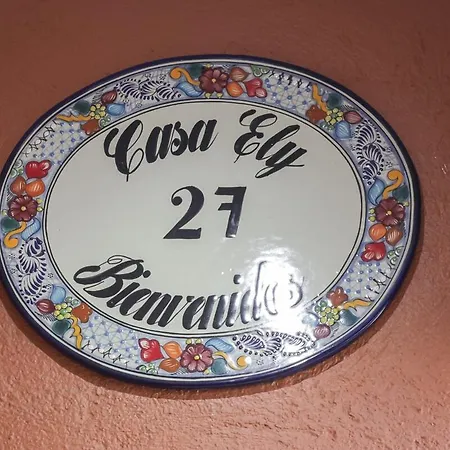 Casa Ely
27
Bienvenidos